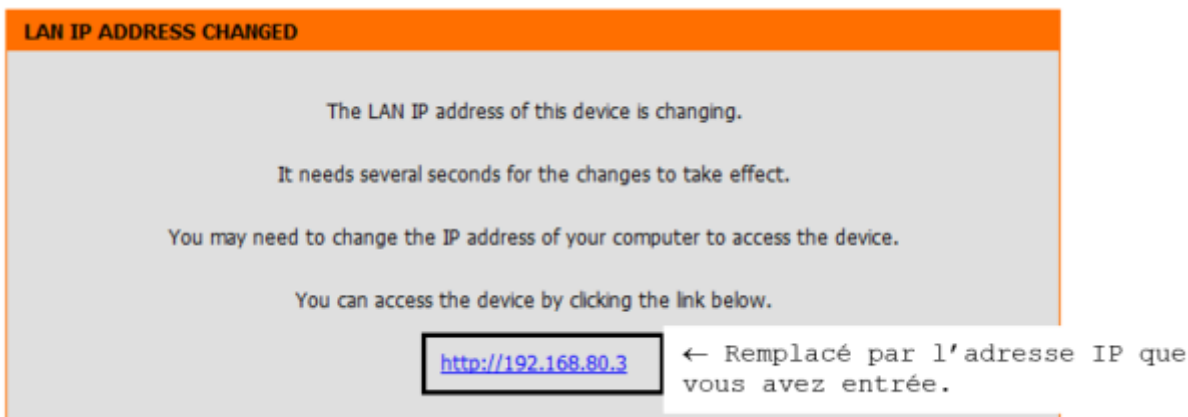 LAN IP ADDRESS CHANGED
The LAN IP address of this device is changing.
It needs several seconds for the changes to take effect.
You may need to change the IP address of your computer to access the device.
You can access the device by clicking the link below.
http://192.168.80.3
← Remplacé par l'adresse IP que
vous avez entrée.